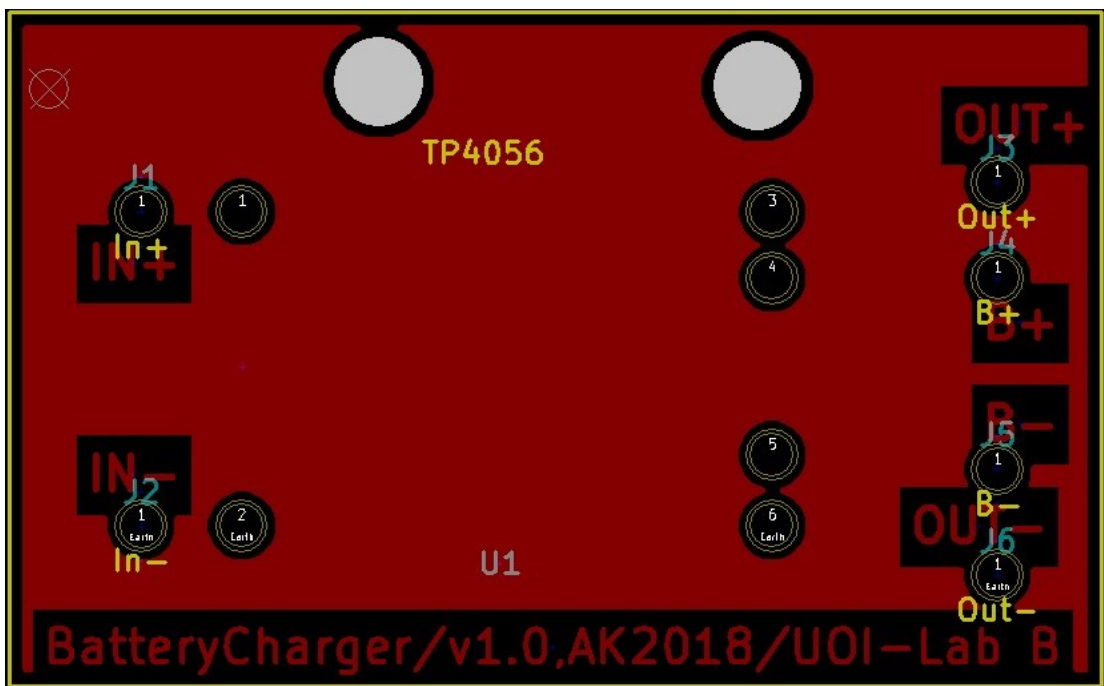 OUT+
TP4056
J3
J1
1
1
1
3
Out+
In+
IN+
J4
4
1
B+
B+
B-
IN-
5
J5
1
J2
B-
1
Earth
2
Earth
6
Earth
OUT-
J6
In-
U1
1
Earth
Out-
BatteryCharger/v1.0,AK2018/UOI-Lab B